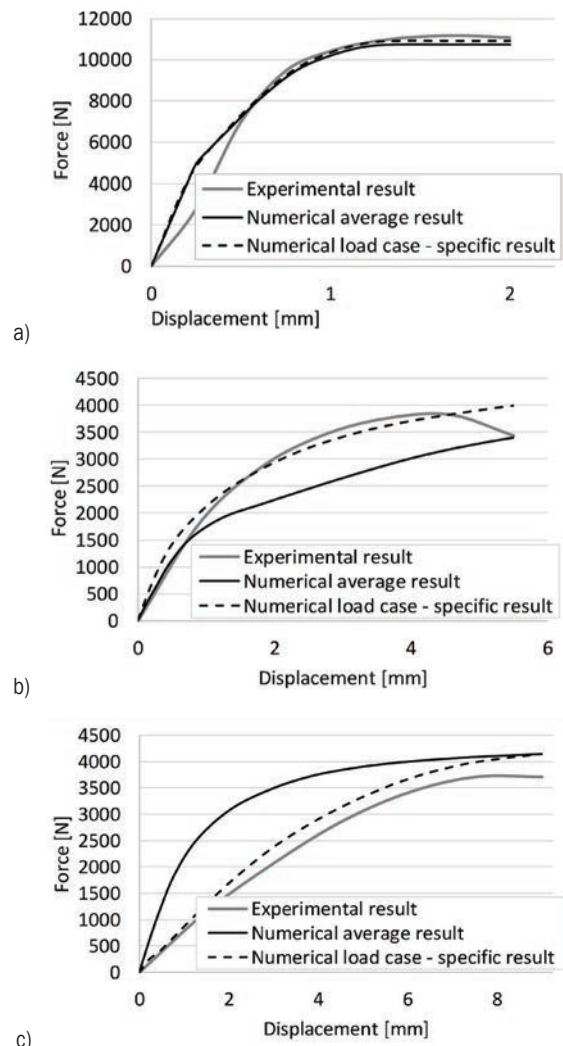 12000
10000
8000
6000
4000
2000
0
Force [N]
Experimental result
Numerical average result
Numerical load case - specific result
0 1 2
Displacement [mm]
a)
4500
4000
3500
3000
2500
2000
1500
1000
500
0
Force [N]
Experimental result
Numerical average result
Numerical load case - specific result
0 2 4 6
Displacement [mm]
b)
4500
4000
3500
3000
2500
2000
1500
1000
500
0
Force [N]
Experimental result
Numerical average result
Numerical load case - specific result
0 2 4 6 8
Displacement [mm]
c)